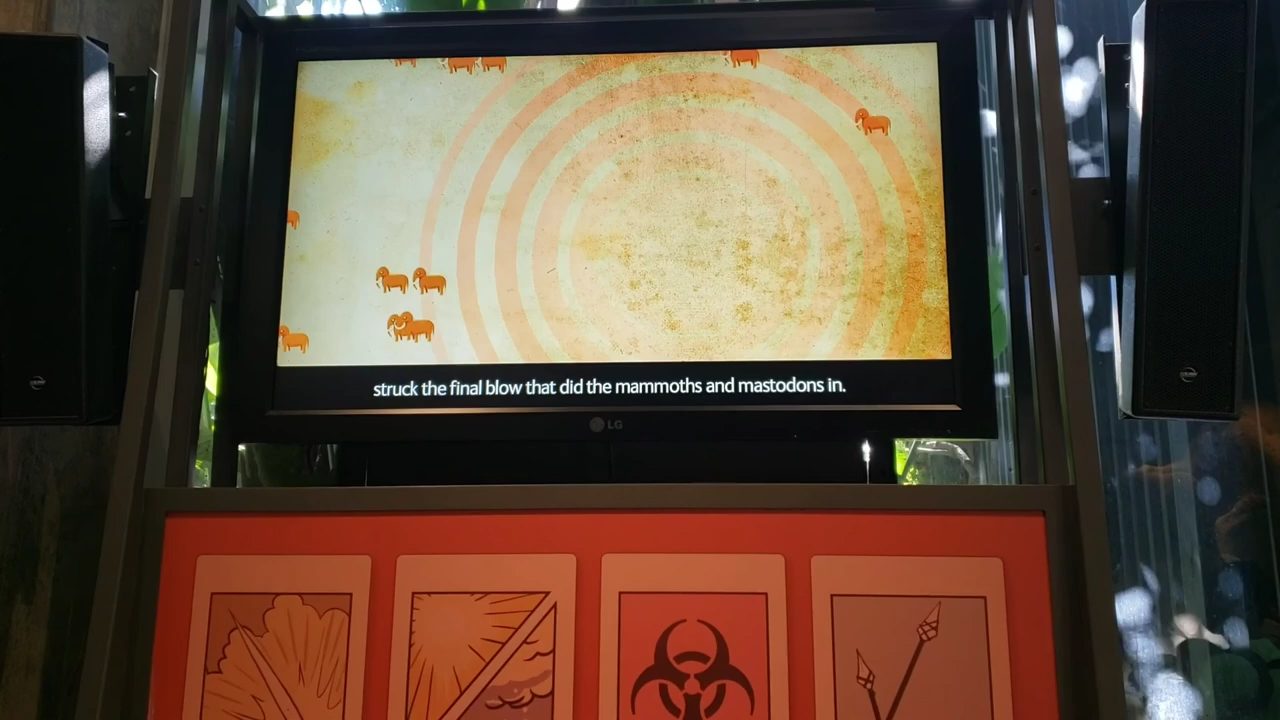 struck the final blow that did the mammoths and mastodons in.
LG